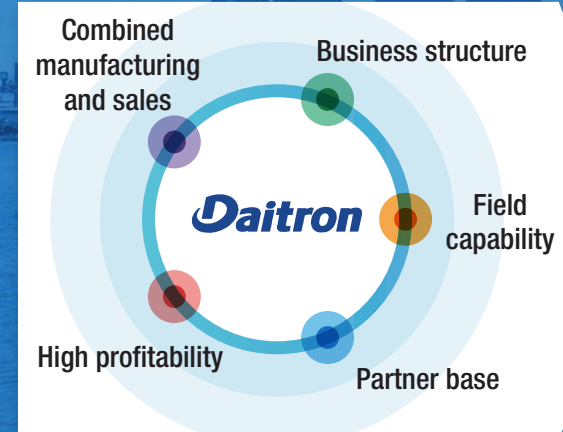 Combined
manufacturing
and sales
Business structure
Daitron
Field
capability
High profitability
Partner base